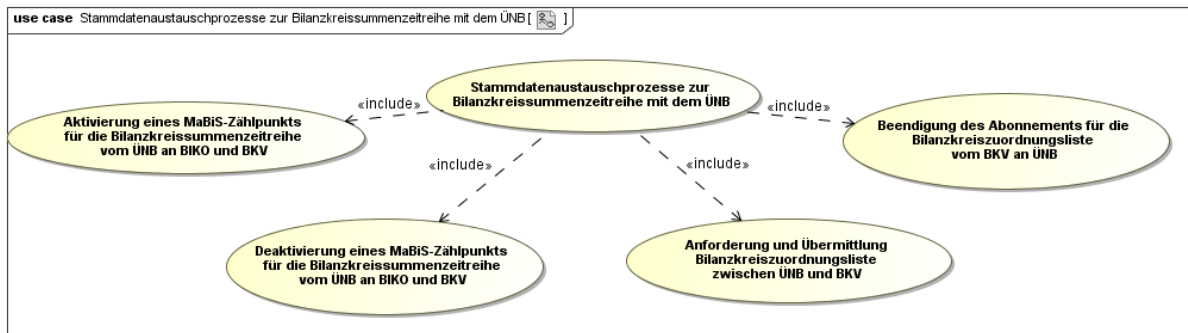 use case Stammdatenaustauschprozesse zur Bilanzkreissummenzeitreihe mit dem ÜNB [ ]
Stammdatenaustauschprozesse zur
Bilanzkreissummenzeitreihe mit dem ÜNB
«include»
«include»
«include»
«include»
Aktivierung eines MaBiS-Zählpunkts
für die Bilanzkreissummenzeitreihe
vom ÜNB an BIKO und BKV
Beendigung des Abonnements für die
Bilanzkreiszuordnungsliste
vom BKV an ÜNB
Deaktivierung eines MaBiS-Zählpunkts
für die Bilanzkreissummenzeitreihe
vom ÜNB an BIKO und BKV
Anforderung und Übermittlung
Bilanzkreiszuordnungsliste
zwischen ÜNB und BKV